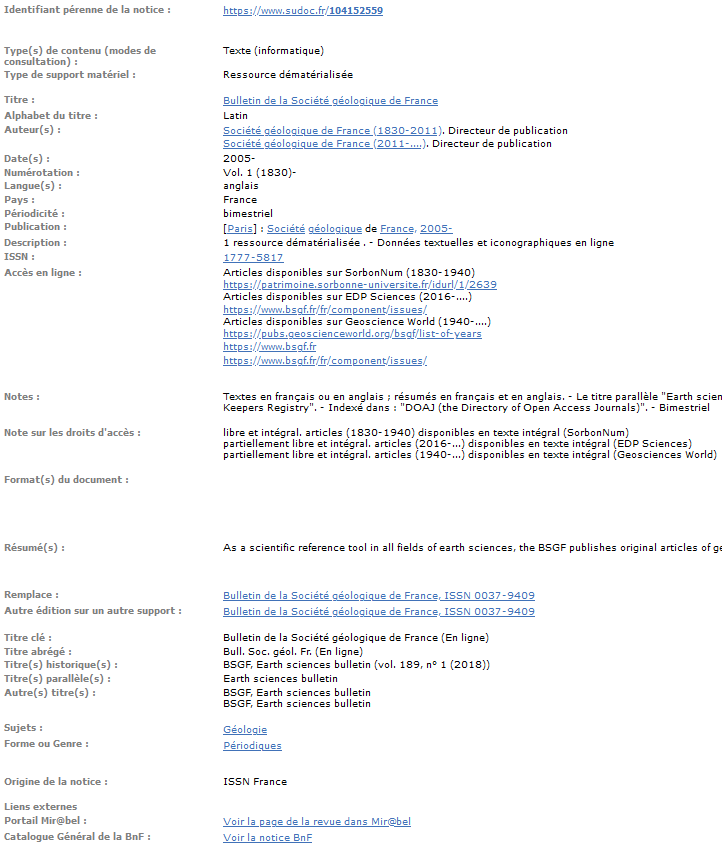 Identifiant pérenne de la notice : https://www.sudoc.fr/104152559
Type(s) de contenu (modes de consultation) : Texte (informatique)
Type de support matériel : Ressource dématérialisée
Titre : Bulletin de la Société géologique de France
Alphabet du titre : Latin
Auteur(s) : Société géologique de France (1830-2011). Directeur de publication
Société géologique de France (2011-....). Directeur de publication
Date(s) : 2005-
Numérotation : Vol. 1 (1830)-
Langue(s) : anglais
Pays : France
Périodicité : bimestriel
Publication : [Paris] : Société géologique de France, 2005-
Description : 1 ressource dématérialisée . - Données textuelles et iconographiques en ligne
ISSN : 1777-5817
Accès en ligne : Articles disponibles sur SorbonNum (1830-1940)
https://patrimoine.sorbonne-universite.fr/idurl/1/2639
Articles disponibles sur EDP Sciences (2016-....)
https://www.bsgf.fr/fr/component/issues/
Articles disponibles sur Geoscience World (1940-....)
https://pubs.geoscienceworld.org/bsgf/list-of-years
https://www.bsgf.fr
https://www.bsgf.fr/fr/component/issues/
Notes : Textes en français ou en anglais ; résumés en français et en anglais. - Le titre parallèle "Earth scien
Keepers Registry". - Indexé dans : "DOAJ (the Directory of Open Access Journals)". - Bimestriel
Note sur les droits d'accès : libre et intégral. articles (1830-1940) disponibles en texte intégral (SorbonNum)
partiellement libre et intégral. articles (2016-...) disponibles en texte intégral (EDP Sciences)
partiellement libre et intégral. articles (1940-...) disponibles en texte intégral (Geosciences World)
Format(s) du document :
Résumé(s) : As a scientific reference tool in all fields of earth sciences, the BSGF publishes original articles of ge
Remplace : Bulletin de la Société géologique de France, ISSN 0037-9409
Autre édition sur un autre support : Bulletin de la Société géologique de France, ISSN 0037-9409
Titre clé : Bulletin de la Société géologique de France (En ligne)
Titre abrégé : Bull. Soc. géol. Fr. (En ligne)
Titre(s) historique(s) : BSGF, Earth sciences bulletin (vol. 189, n° 1 (2018))
Titre(s) parallèle(s) : Earth sciences bulletin
Autre(s) titre(s) : BSGF, Earth sciences bulletin
BSGF, Earth sciences bulletin
Sujets : Géologie
Forme ou Genre : Périodiques
Origine de la notice : ISSN France
Liens externes
Portail Mir@bel : Voir la page de la revue dans Mir@bel
Catalogue Général de la BnF : Voir la notice BnF